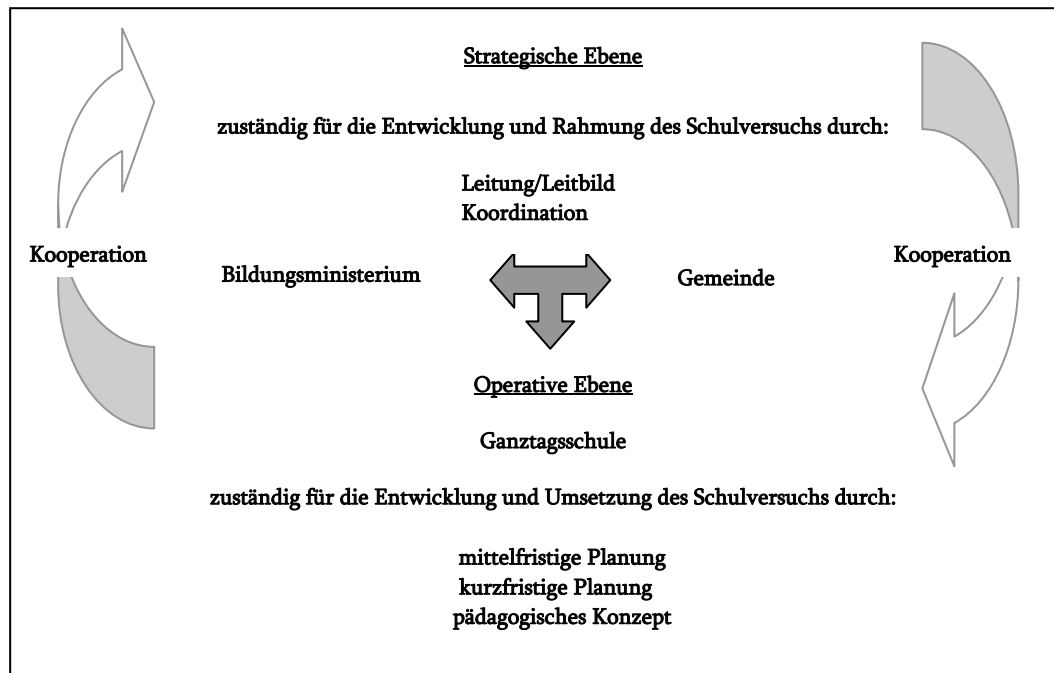 Strategische Ebene
zuständig für die Entwicklung und Rahmung des Schulversuchs durch:
Leitung/Leitbild
Koordination
Kooperation
Kooperation
Bildungsministerium
Gemeinde
Operative Ebene
Ganztagsschule
zuständig für die Entwicklung und Umsetzung des Schulversuchs durch:
mittelfristige Planung
kurzfristige Planung
pädagogisches Konzept